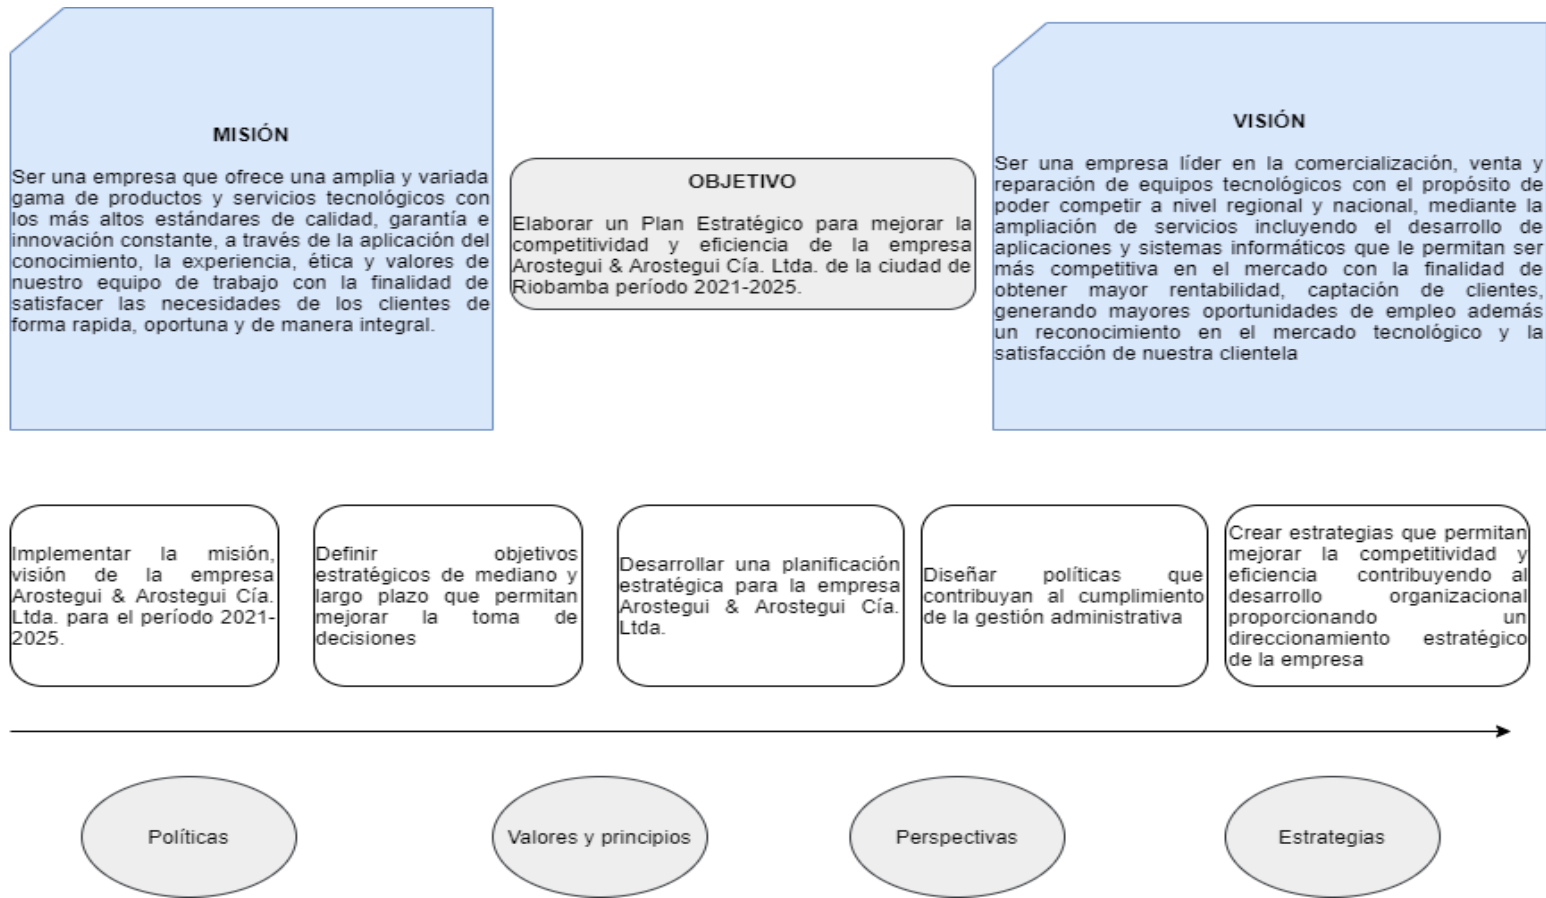 MISIÓN
Ser una empresa que ofrece una amplia y variada
gama de productos y servicios tecnológicos con
los más altos estándares de calidad, garantía e
innovación constante, a través de la aplicación del
conocimiento, la experiencia, ética y valores de
nuestro equipo de trabajo con la finalidad de
satisfacer las necesidades de los clientes de
forma rapida, oportuna y de manera integral.
OBJETIVO
Elaborar un Plan Estratégico para mejorar la
competitividad y eficiencia de la empresa
Arostegui & Arostegui Cía. Ltda. de la ciudad de
Riobamba período 2021-2025.
VISIÓN
Ser una empresa líder en la comercialización, venta y
reparación de equipos tecnológicos con el propósito de
poder competir a nivel regional y nacional, mediante la
ampliación de servicios incluyendo el desarrollo de
aplicaciones y sistemas informáticos que le permitan ser
más competitiva en el mercado con la finalidad de
obtener mayor rentabilidad, captación de clientes,
generando mayores oportunidades de empleo además
un reconocimiento en el mercado tecnológico y la
satisfacción de nuestra clientela
Implementar la misión,
visión de la empresa
Arostegui & Arostegui Cía.
Ltda. para el período 2021-
2025.
Definir objetivos
estratégicos de mediano y
largo plazo que permitan
mejorar la toma de
decisiones
Desarrollar una planificación
estratégica para la empresa
Arostegui & Arostegui Cía.
Ltda.
Diseñar políticas que
contribuyan al cumplimiento
de la gestión administrativa
Crear estrategias que permitan
mejorar la competitividad y
eficiencia contribuyendo al
desarrollo organizacional
proporcionando un
direccionamiento estratégico
de la empresa
Políticas
Valores y principios
Perspectivas
Estrategias